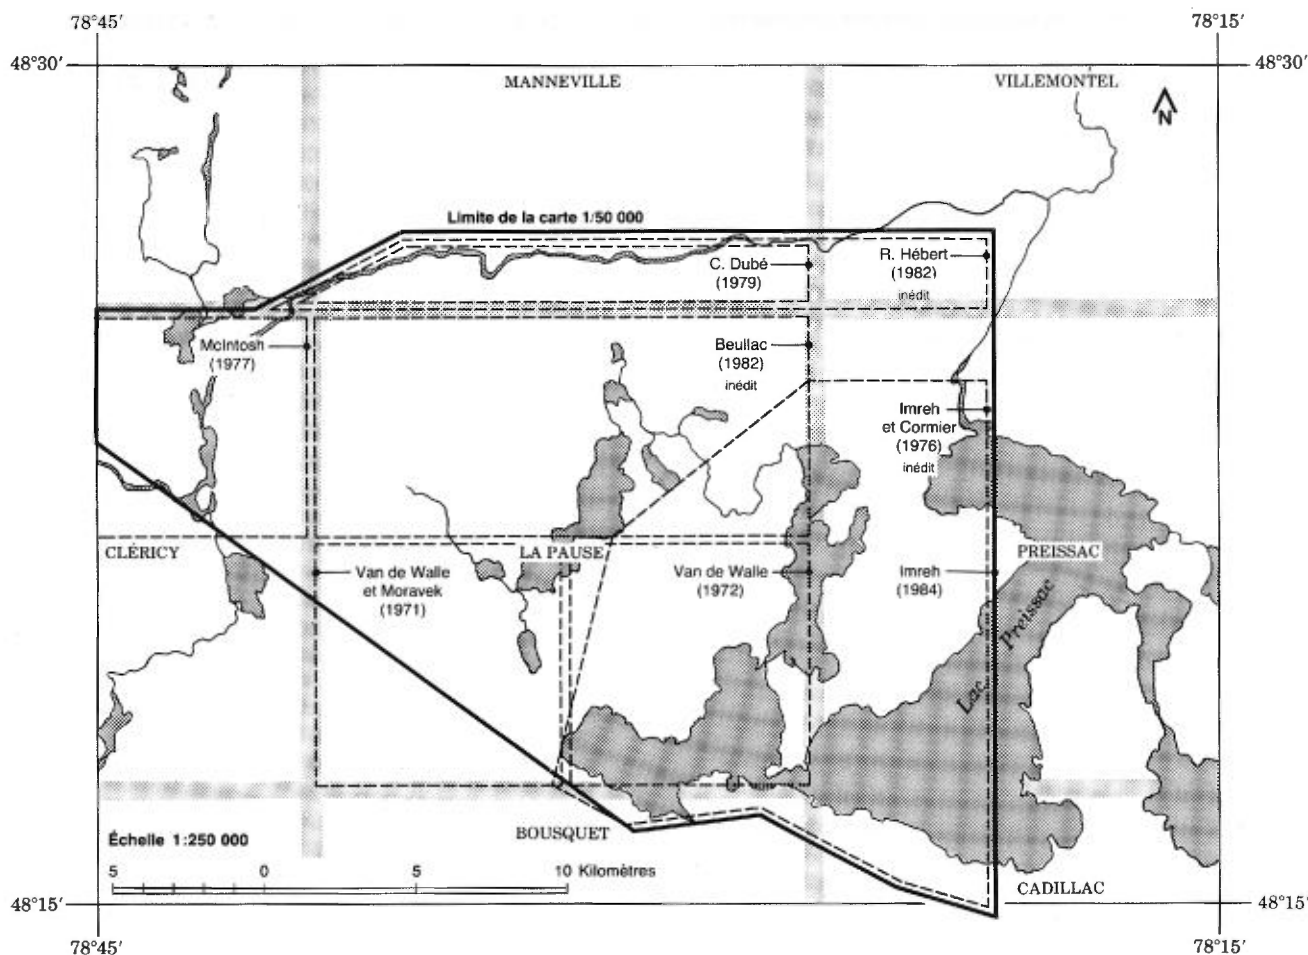 78°45′
78°15′
48°30′
48°30′
MANNEVILLE
VILLEMONTEL
N
Limite de la carte 1/50 000
C. Dubé
(1979)
R. Hébert
(1982)
inédit
McIntosh
(1977)
Beullac
(1982)
inédit
Imreh
et Cormier
(1976)
inédit
CLÉRICY
LA PAUSE
PREISSAC
Van de Walle
et Moravek
(1971)
Van de Walle
(1972)
Imreh
(1984)
Lac Preissac
BOUSQUET
Échelle 1:250 000
5 0 5 10 Kilomètres
CADILLAC
48°15′
48°15′
78°45′
78°15′